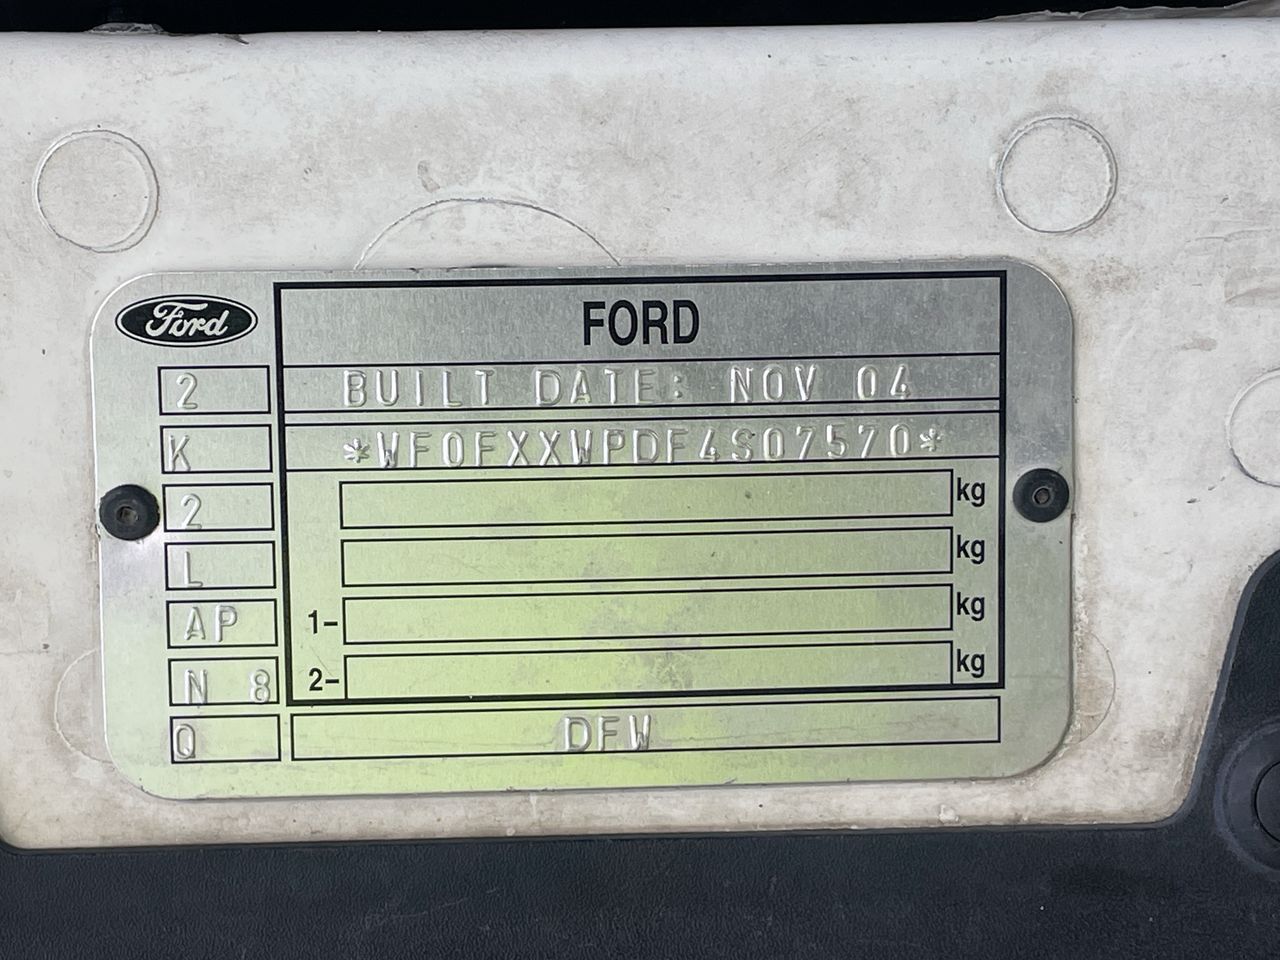 Ford
FORD
2
BUILT DATE: NOV 04
K
*WF0FXXWPDF4S07570*
2
kg
L
kg
AP
1-
kg
N 8
2-
kg
Q
DFW